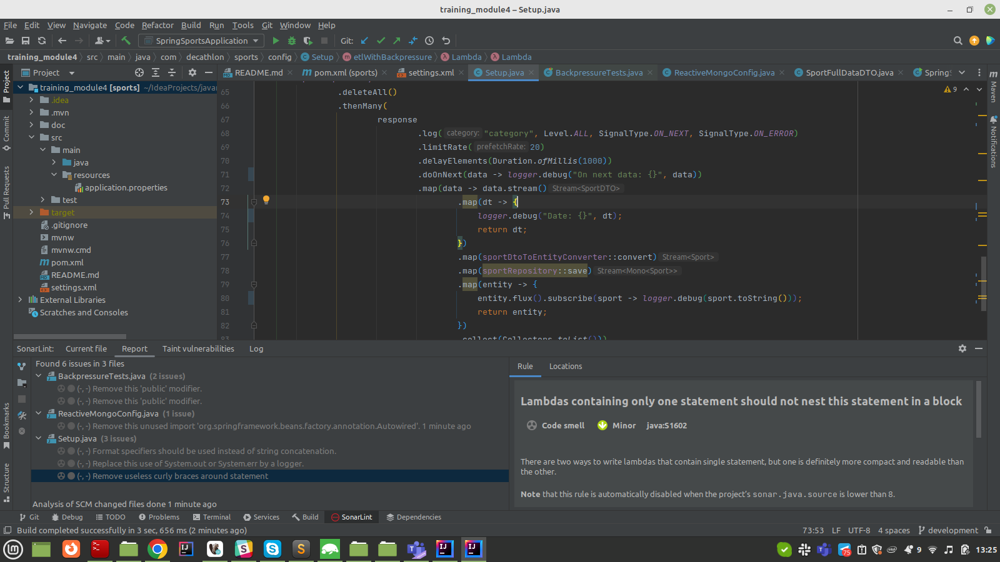 training_module4 – Setup.java
File Edit View Navigate Code Refactor Build Run Tools Git Window Help
SpringSportsApplication Git:
training_module4 src main java com decathlon sports config Setup etlWithBackpressure Lambda Lambda
Project
README.md pom.xml (sports) settings.xml Setup.java BackpressureTests.java ReactiveMongoConfig.java SportFullDataDTO.java
Project
Commit
Pull Requests
Bookmarks
Structure
training_module4 [sports] ~/IdeaProjects/java
.idea
.mvn
doc
src
main
java
resources
application.properties
test
target
.gitignore
mvnw
mvnw.cmd
pom.xml
README.md
settings.xml
External Libraries
Scratches and Consoles
9
65 .deleteAll()
66 .thenMany(
67 response
68 .log( category: "category", Level.ALL, SignalType.ON_NEXT, SignalType.ON_ERROR)
69 .limitRate( prefetchRate: 20)
70 .delayElements(Duration.ofMillis(1000))
71 .doOnNext(data -> logger.debug("On next data: {}", data))
72 .map(data -> data.stream() Stream<SportDTO>
73 .map(dt -> {
74 logger.debug("Date: {}", dt);
75 return dt;
76 })
77 .map(sportDtoToEntityConverter::convert) Stream<Sport>
78 .map(sportRepository::save) Stream<Mono<Sport>>
79 .map(entity -> {
80 entity.flux().subscribe(sport -> logger.debug(sport.toString()));
81 return entity;
82 })
83 .collect(Collectors.toList()))
Maven
Notifications
SonarLint: Current file Report Taint vulnerabilities Log
Found 6 issues in 3 files
BackpressureTests.java (2 issues)
(-, -) Remove this 'public' modifier.
(-, -) Remove this 'public' modifier.
ReactiveMongoConfig.java (1 issue)
(-, -) Remove this unused import 'org.springframework.beans.factory.annotation.Autowired'. 1 minute ago
Setup.java (3 issues)
(-, -) Format specifiers should be used instead of string concatenation.
(-, -) Replace this use of System.out or System.err by a logger.
(-, -) Remove useless curly braces around statement
Analysis of SCM changed files done 1 minute ago
Rule Locations
Lambdas containing only one statement should not nest this statement in a block
Code smell Minor java:S1602
There are two ways to write lambdas that contain single statement, but one is definitely more compact and readable than
the other.
Note that this rule is automatically disabled when the project's sonar.java.source is lower than 8.
Git Debug TODO Problems Terminal Services Build SonarLint Dependencies
Build completed successfully in 3 sec, 656 ms (2 minutes ago) 73:53 LF UTF-8 4 spaces development
75 9 13:25